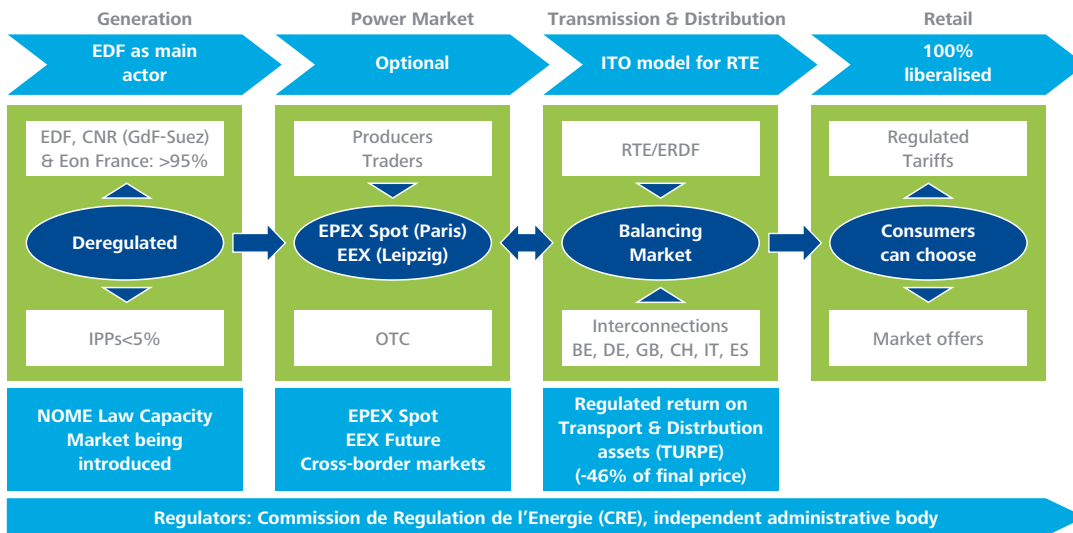 Generation
Power Market
Transmission & Distribution
Retail
EDF as main
actor
Optional
ITO model for RTE
100%
liberalised
EDF, CNR (GdF-Suez)
& Eon France: >95%
Deregulated
IPPs<5%
Producers
Traders
EPEX Spot (Paris)
EEX (Leipzig)
OTC
RTE/ERDF
Balancing
Market
Interconnections
BE, DE, GB, CH, IT, ES
Regulated
Tariffs
Consumers
can choose
Market offers
NOME Law Capacity
Market being
introduced
EPEX Spot
EEX Future
Cross-border markets
Regulated return on
Transport & Distrbution
assets (TURPE)
(-46% of final price)
Regulators: Commission de Regulation de l’Energie (CRE), independent administrative body